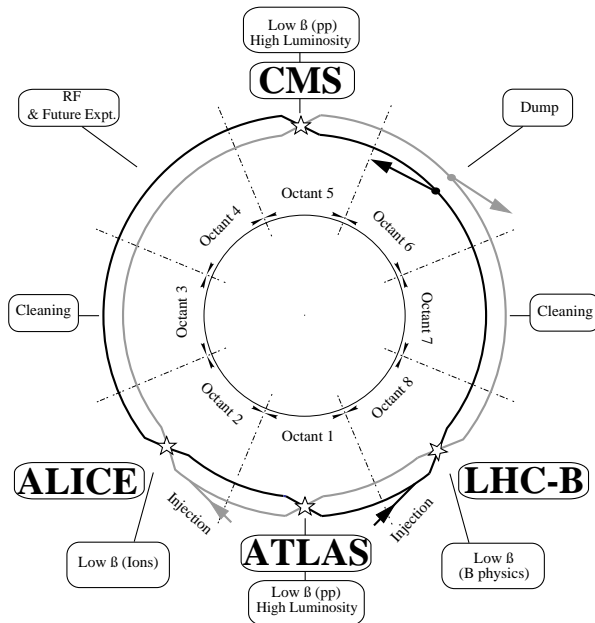 Low ß (pp)
High Luminosity
CMS
RF
& Future Expt.
Dump
Octant 5
Octant 4
Octant 6
Cleaning
Octant 3
Octant 7
Cleaning
Octant 2
Octant 8
Octant 1
ALICE
LHC-B
Injection
Injection
ATLAS
Low ß (Ions)
Low ß
(B physics)
Low ß (pp)
High Luminosity